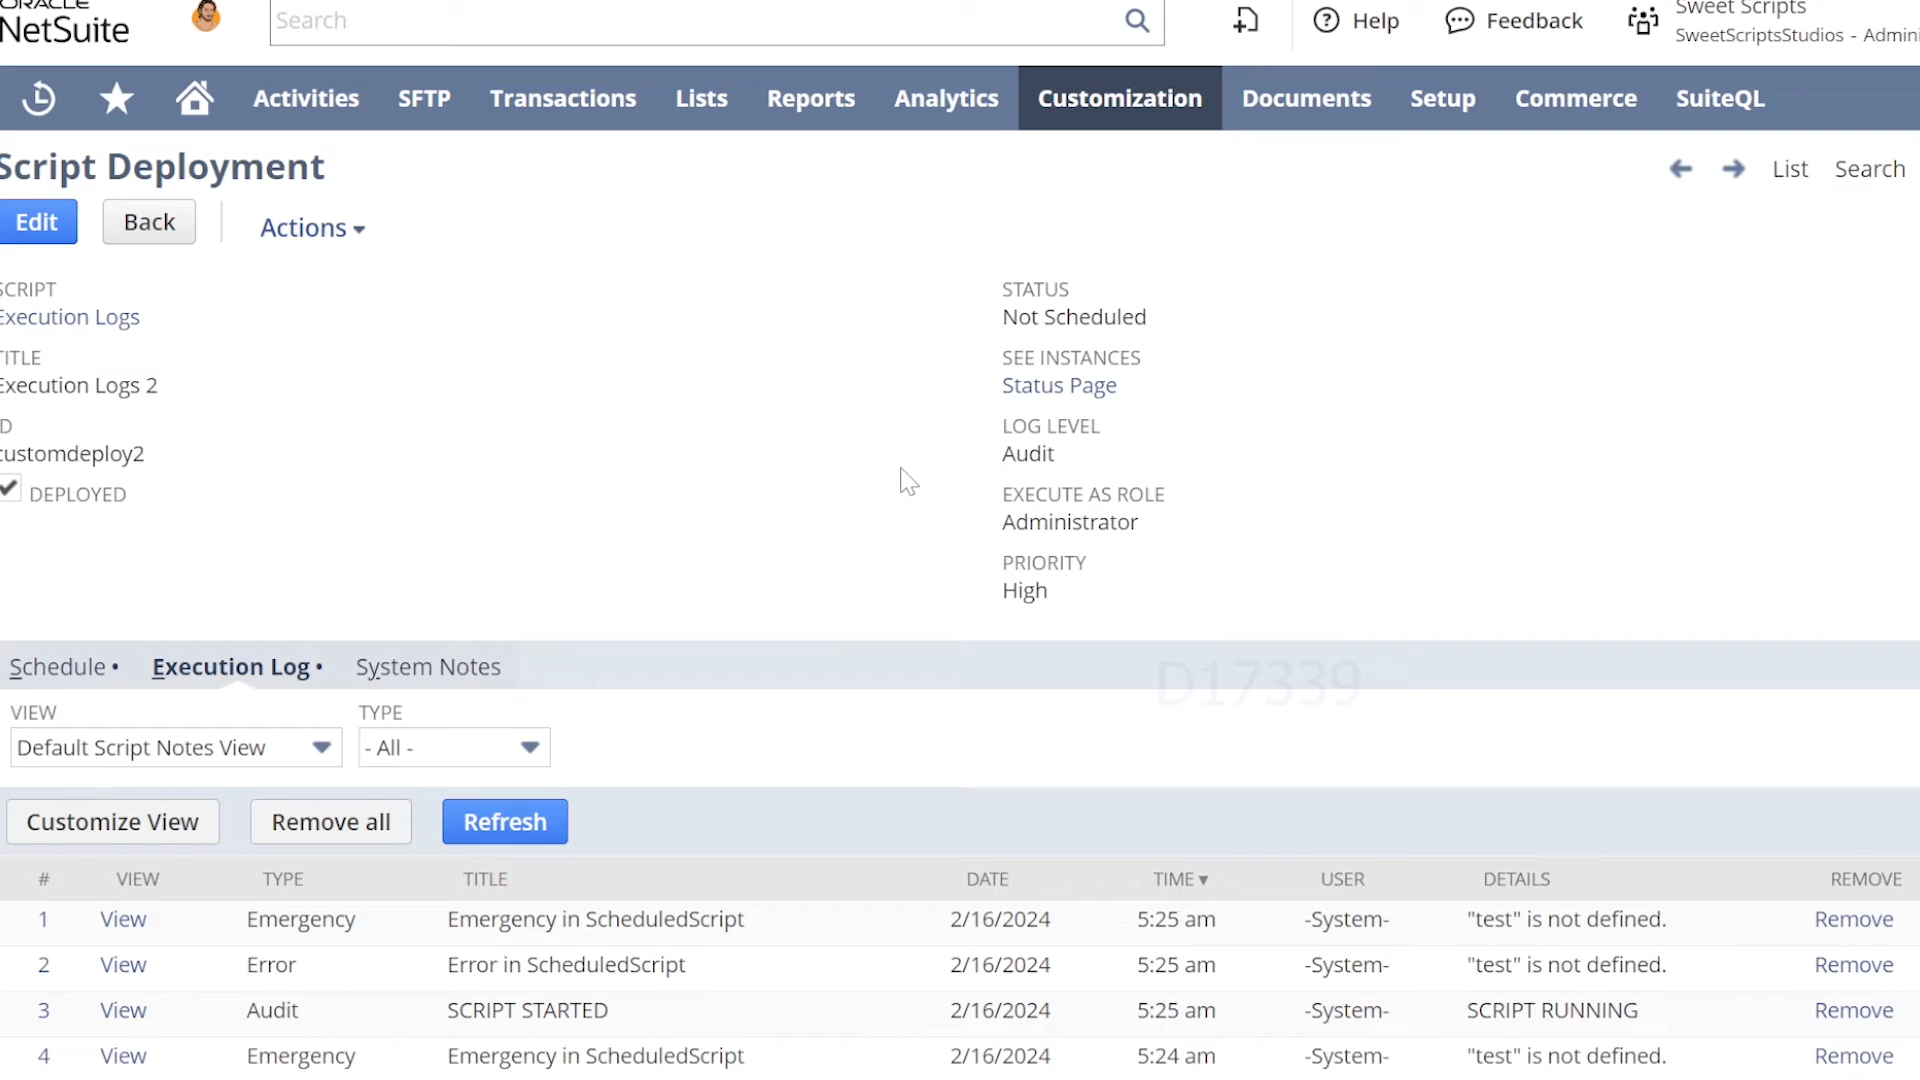 ORACLE
NetSuite
Search
Help
Feedback
Sweet Scripts
SweetScriptsStudios - Admini
Activities SFTP Transactions Lists Reports Analytics Customization Documents Setup Commerce SuiteQL
Script Deployment
List Search
Edit Back Actions
SCRIPT
Execution Logs
TITLE
Execution Logs 2
ID
customdeploy2
DEPLOYED
STATUS
Not Scheduled
SEE INSTANCES
Status Page
LOG LEVEL
Audit
EXECUTE AS ROLE
Administrator
PRIORITY
High
Schedule • Execution Log • System Notes
D17339
VIEW TYPE
Default Script Notes View - All -
Customize View Remove all Refresh
# VIEW TYPE TITLE DATE TIME ▼ USER DETAILS REMOVE
1 View Emergency Emergency in ScheduledScript 2/16/2024 5:25 am -System- "test" is not defined. Remove
2 View Error Error in ScheduledScript 2/16/2024 5:25 am -System- "test" is not defined. Remove
3 View Audit SCRIPT STARTED 2/16/2024 5:25 am -System- SCRIPT RUNNING Remove
4 View Emergency Emergency in ScheduledScript 2/16/2024 5:24 am -System- "test" is not defined. Remove